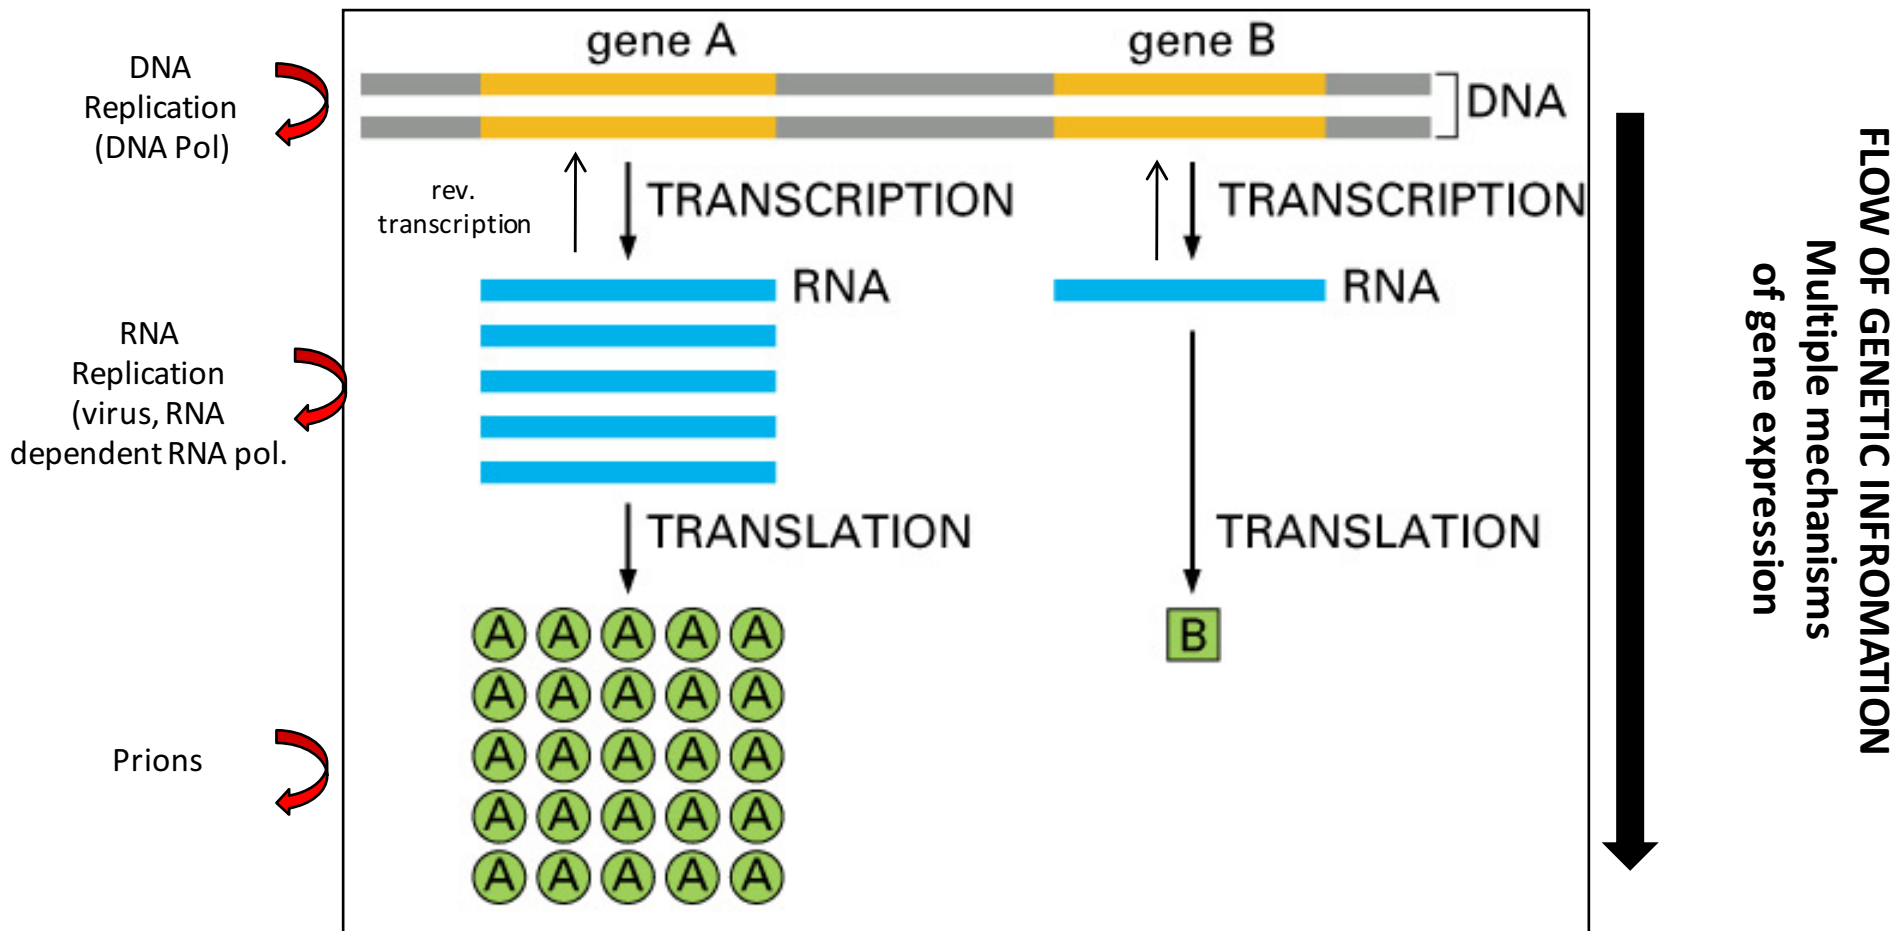 gene A
gene B
DNA
Replication
(DNA Pol)
DNA
rev.
transcription
TRANSCRIPTION
TRANSCRIPTION
RNA
RNA
RNA
Replication
(virus, RNA
dependent RNA pol.
TRANSLATION
TRANSLATION
A A A A A
B
A A A A A
A A A A A
A A A A A
A A A A A
Prions
FLOW OF GENETIC INFROMATION
Multiple mechanisms
of gene expression